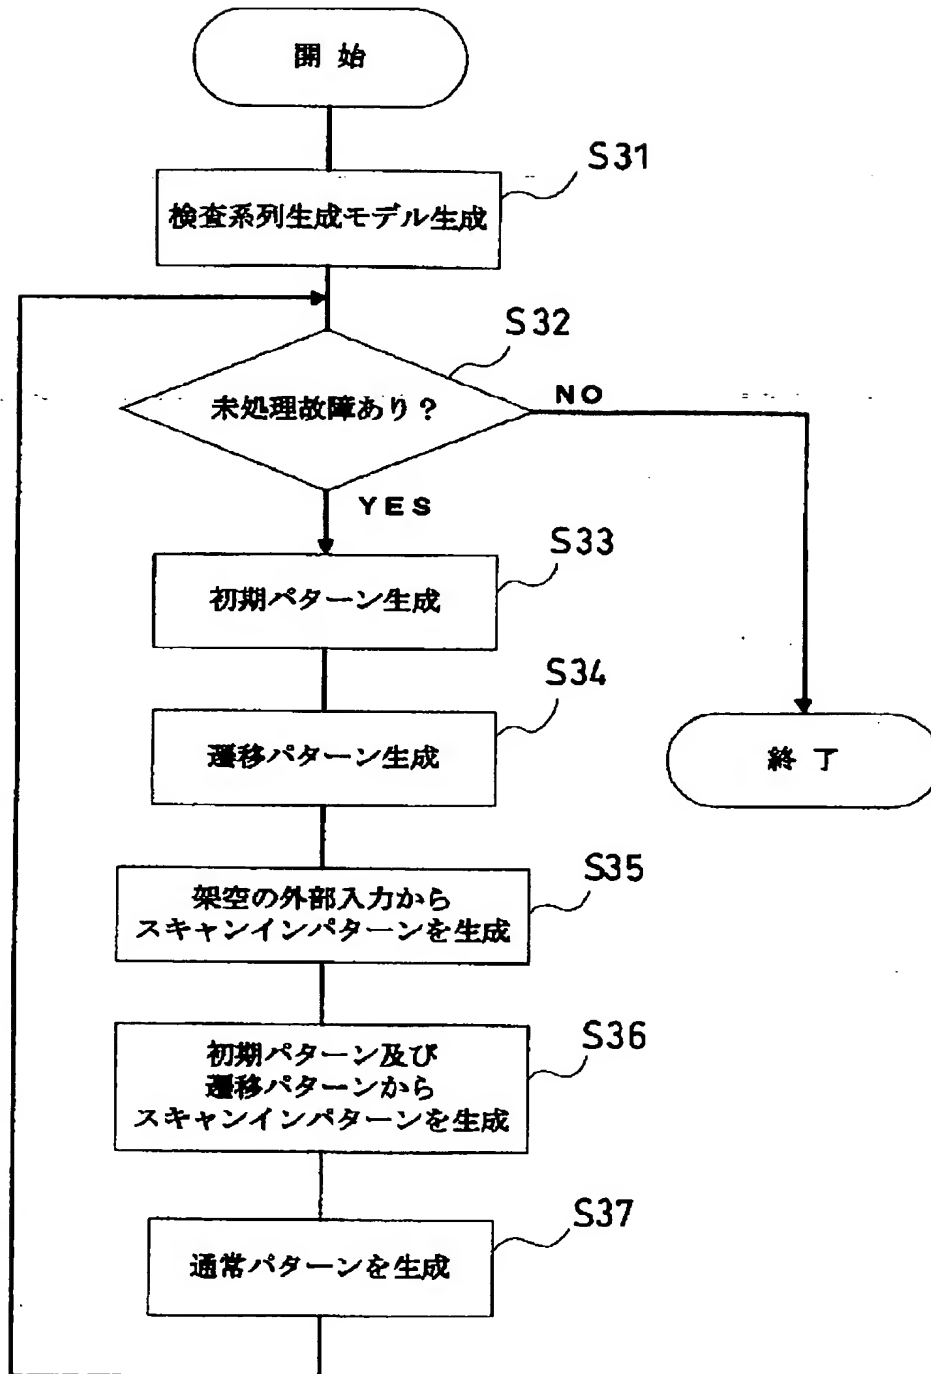 開始
S31
検査系列生成モデル生成
S32
未処理故障あり?
NO
YES
S33
初期パターン生成
S34
遷移パターン生成
終了
S35
架空の外部入力から
スキャンインパターンを生成
S36
初期パターン及び
遷移パターンから
スキャンインパターンを生成
S37
通常パターンを生成